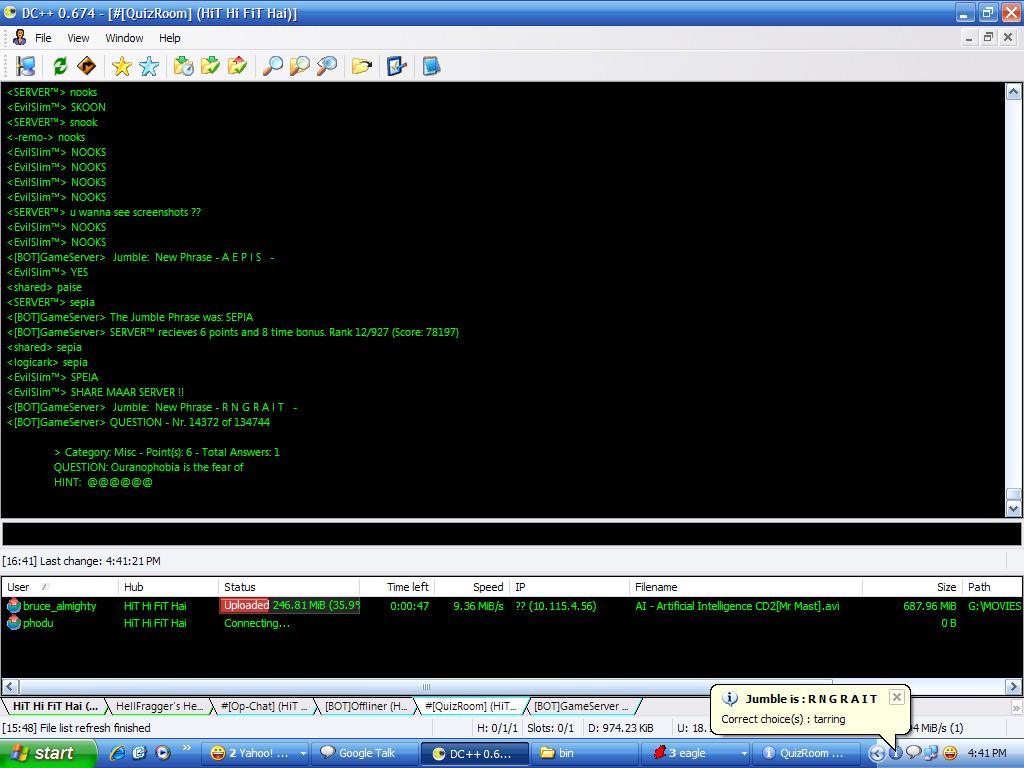 DC++ 0.674 - [#[QuizRoom] (HiT Hi FiT Hai)]
File View Window Help
<SERVER™> nooks
<EvilSlim™> SKOON
<SERVER™> snook
<-remo-> nooks
<EvilSlim™> NOOKS
<EvilSlim™> NOOKS
<EvilSlim™> NOOKS
<EvilSlim™> NOOKS
<SERVER™> u wanna see screenshots ??
<EvilSlim™> NOOKS
<EvilSlim™> NOOKS
<[BOT]GameServer> Jumble: New Phrase - A E P I S -
<EvilSlim™> YES
<shared> paise
<SERVER™> sepia
<[BOT]GameServer> The Jumble Phrase was: SEPIA
<[BOT]GameServer> SERVER™ recieves 6 points and 8 time bonus. Rank 12/927 (Score: 78197)
<shared> sepia
<logicark> sepia
<EvilSlim™> SPEIA
<EvilSlim™> SHARE MAAR SERVER !!
<[BOT]GameServer> Jumble: New Phrase - R N G R A I T -
<[BOT]GameServer> QUESTION - Nr. 14372 of 134744
> Category: Misc - Point(s): 6 - Total Answers: 1
QUESTION: Ouranophobia is the fear of
HINT: @@@@@@
[16:41] Last change: 4:41:21 PM
User Hub Status Time left Speed IP Filename Size Path
bruce_almighty HiT Hi FiT Hai Uploaded 246.81 MiB (35.9% 0:00:47 9.36 MiB/s ?? (10.115.4.56) AI - Artificial Intelligence CD2[Mr Mast].avi 687.96 MiB G:\MOVIES
phodu HiT Hi FiT Hai Connecting... 0 B
HiT Hi FiT Hai (... HellFragger's He... #[Op-Chat] (HiT ... [BOT]Offliner (H... #[QuizRoom] (HiT... [BOT]GameServer ...
Jumble is : R N G R A I T
Correct choice(s) : tarring
[15:48] File list refresh finished H: 0/1/1 Slots: 0/1 D: 974.23 KiB U: 18. MiB/s (1)
start 2 Yahoo! ... Google Talk DC++ 0.6... bin 3 eagle QuizRoom ... 4:41 PM